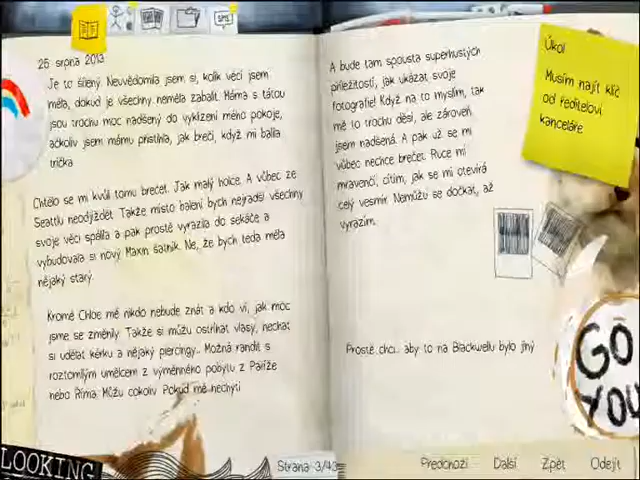 25 srpna 2013
Je to šílený. Neuvědomila jsem si, kolik věcí jsem
měla, dokud je všechny neměla zabalit. Máma s tátou
jsou trochu moc nadšený do vyklízení mého pokoje,
ačkoliv jsem mámu přistihla, jak brečí, když mi balila
trička
Chtělo se mi kvůli tomu brečet. Jak malý holce. A vůbec ze
Seattlu neodjíždět Takže místo balení bych nejradši všechny
svoje věci spálila a pak prostě vyrazila do sekáče a
vybudovala si nový Maxin šatník. Ne, že bych teda měla
nějaký starý.
Kromě Chloe mě nikdo nebude znát a kdo ví, jak moc
jsme se změnily. Takže si můžu ostříhat vlasy, nechat
si udělat kérku a nějaký piercingy... Možná randit s
roztomilým umělcem z výměnného pobytu z Paříže
nebo Říma. Můžu cokoliv Pokud mě nechytí
A bude tam spousta superhustých
příležitostí, jak ukázat svoje
fotografie! Když na to myslím, tak
mě to trochu děsí, ale zároveň
jsem nadšená. A pak už se mi
vůbec nechce brečet. Ruce mi
mravenčí, cítím, jak se mi otevírá
celý vesmír. Nemůžu se dočkat, až
vyrazím.
Prostě..chci.. aby to na Blackwellu bylo jiný
Úkol
Musím najít klíč
od ředitelovi
kanceláře
SMS
GO
YOU
LOOKING
Strana 3/43
Předchozí Další Zpět Odejít